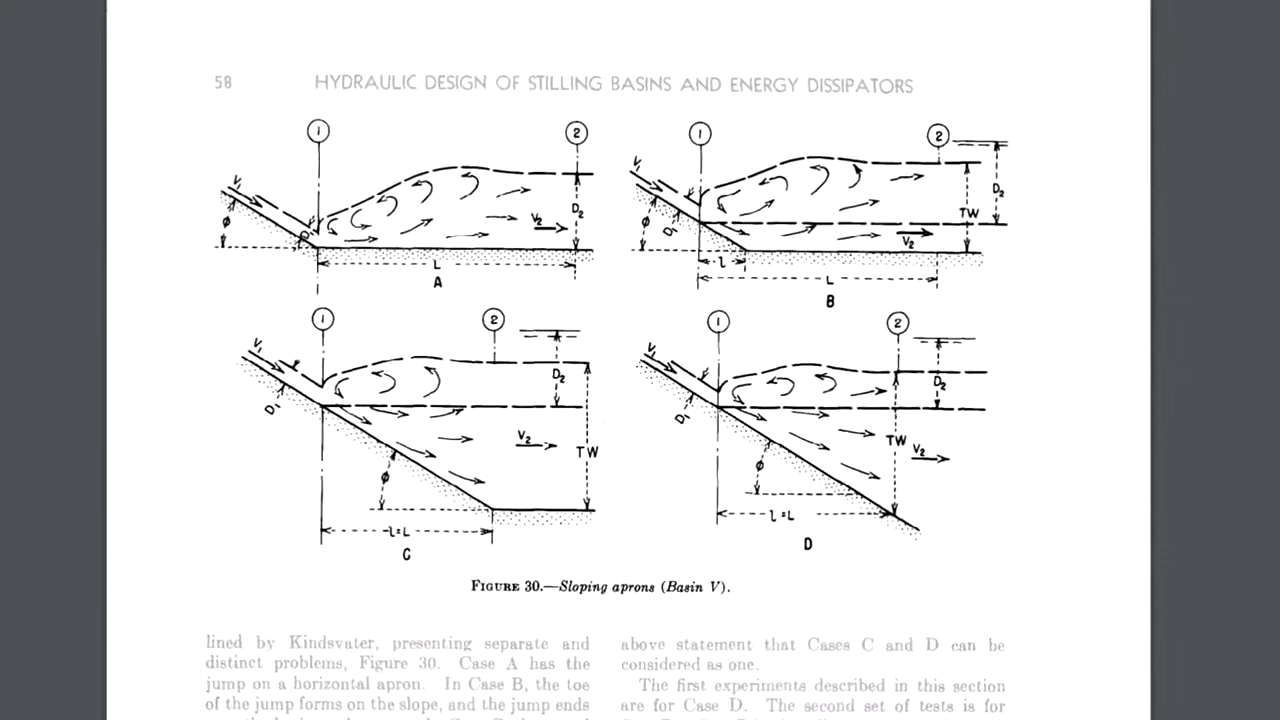 58
HYDRAULIC DESIGN OF STILLING BASINS AND ENERGY DISSIPATORS
1
2
V₁
ϕ
D₁
V₂
D₂
L
A
1
2
V₁
ϕ
D₁
V₂
TW
D₂
l
L
B
1
2
V₁
D₁
D₂
V₂
TW
ϕ
l=L
C
1
2
V₁
D₁
D₂
TW
V₂
ϕ
l=L
D
FIGURE 30.—Sloping aprons (Basin V).
lined by Kindsvater, presenting separate and
distinct problems, Figure 30. Case A has the
jump on a horizontal apron. In Case B, the toe
of the jump forms on the slope, and the jump ends
above statement that Cases C and D can be
considered as one.
The first experiments described in this section
are for Case D. The second set of tests is for